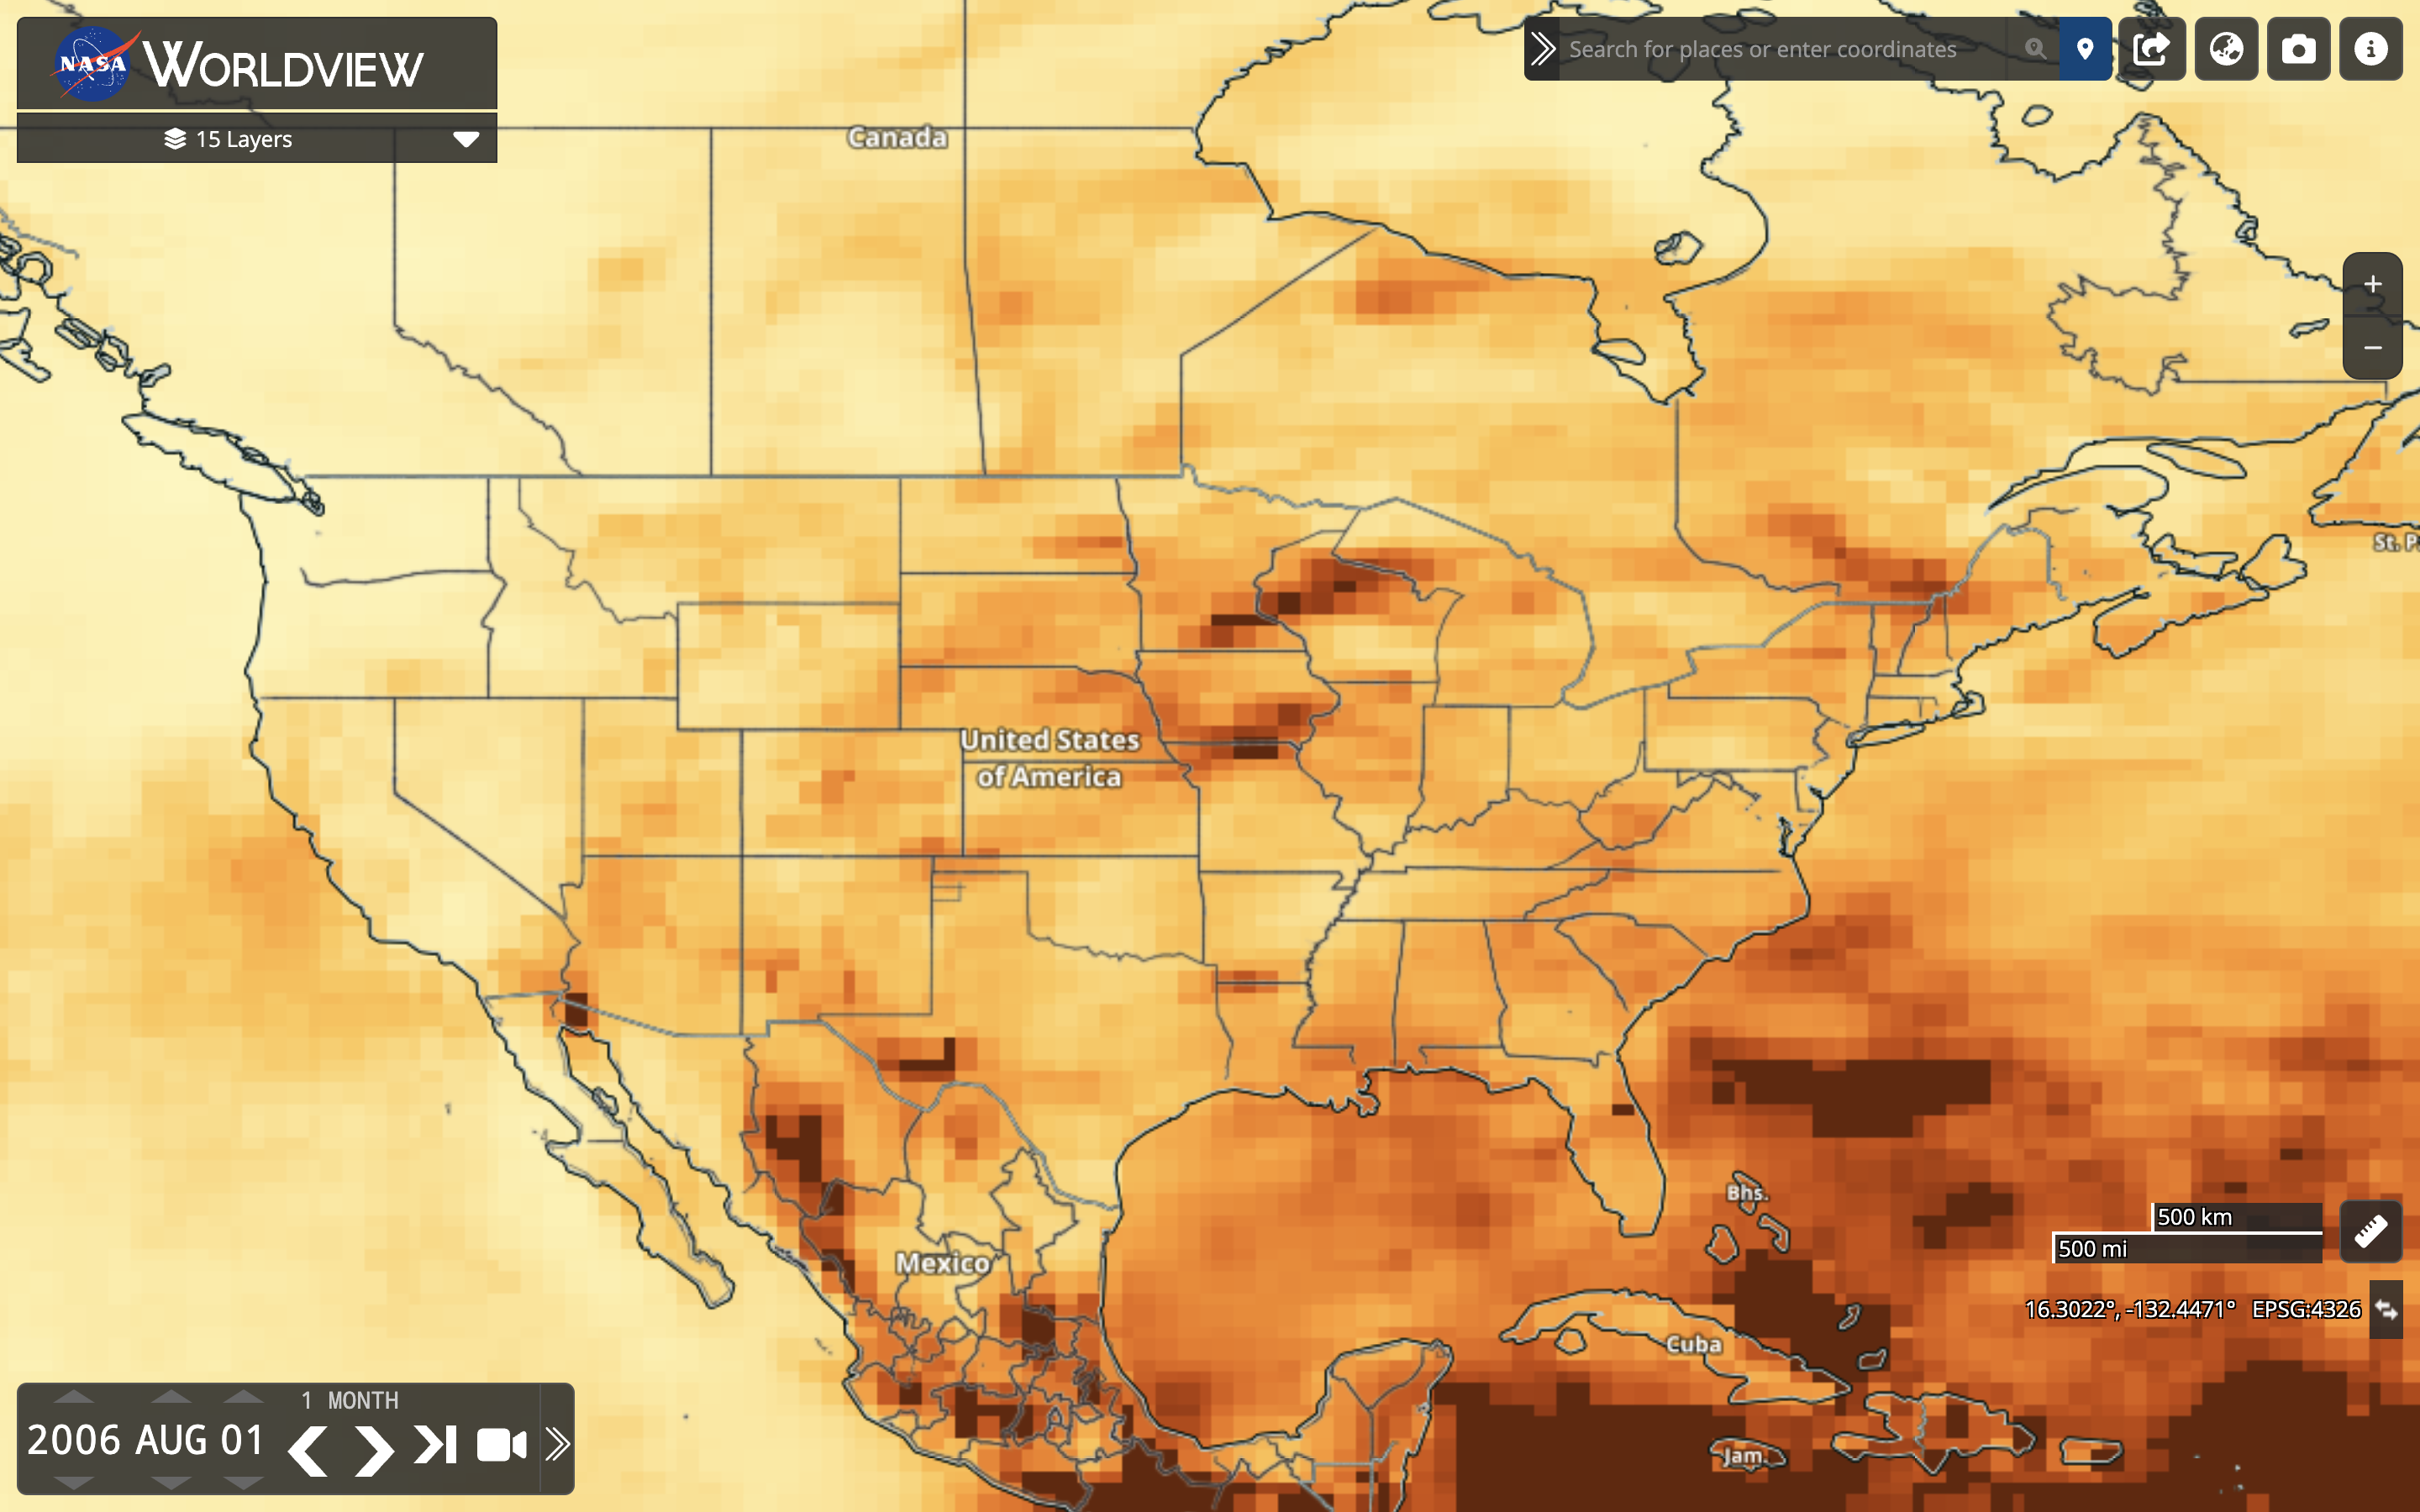 NASA WORLDVIEW
15 Layers
Search for places or enter coordinates
Canada
St. P
United States
of America
Bhs.
500 km
500 mi
Mexico
16.3022°, -132.4471° EPSG:4326
Cuba
Jam.
1 MONTH
2006 AUG 01